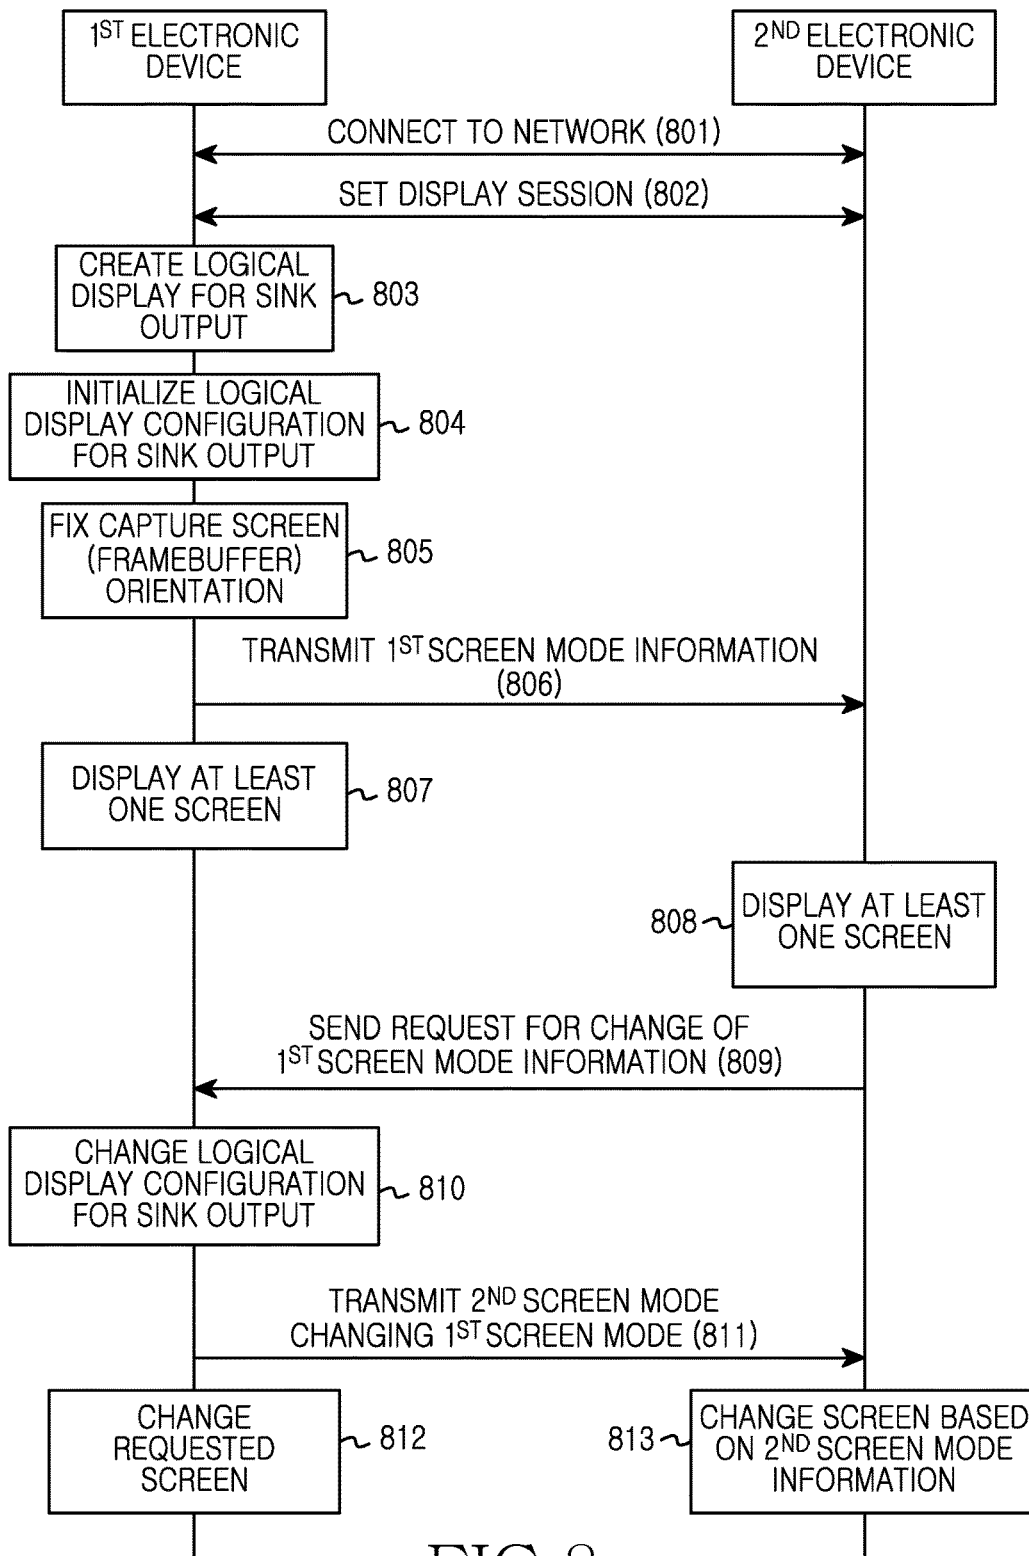 1ST ELECTRONIC
DEVICE
2ND ELECTRONIC
DEVICE
CONNECT TO NETWORK (801)
SET DISPLAY SESSION (802)
CREATE LOGICAL
DISPLAY FOR SINK
OUTPUT
803
INITIALIZE LOGICAL
DISPLAY CONFIGURATION
FOR SINK OUTPUT
804
FIX CAPTURE SCREEN
(FRAMEBUFFER)
ORIENTATION
805
TRANSMIT 1ST SCREEN MODE INFORMATION
(806)
DISPLAY AT LEAST
ONE SCREEN
807
808
DISPLAY AT LEAST
ONE SCREEN
SEND REQUEST FOR CHANGE OF
1ST SCREEN MODE INFORMATION (809)
CHANGE LOGICAL
DISPLAY CONFIGURATION
FOR SINK OUTPUT
810
TRANSMIT 2ND SCREEN MODE
CHANGING 1ST SCREEN MODE (811)
CHANGE
REQUESTED
SCREEN
812
813
CHANGE SCREEN BASED
ON 2ND SCREEN MODE
INFORMATION
FIG. 8